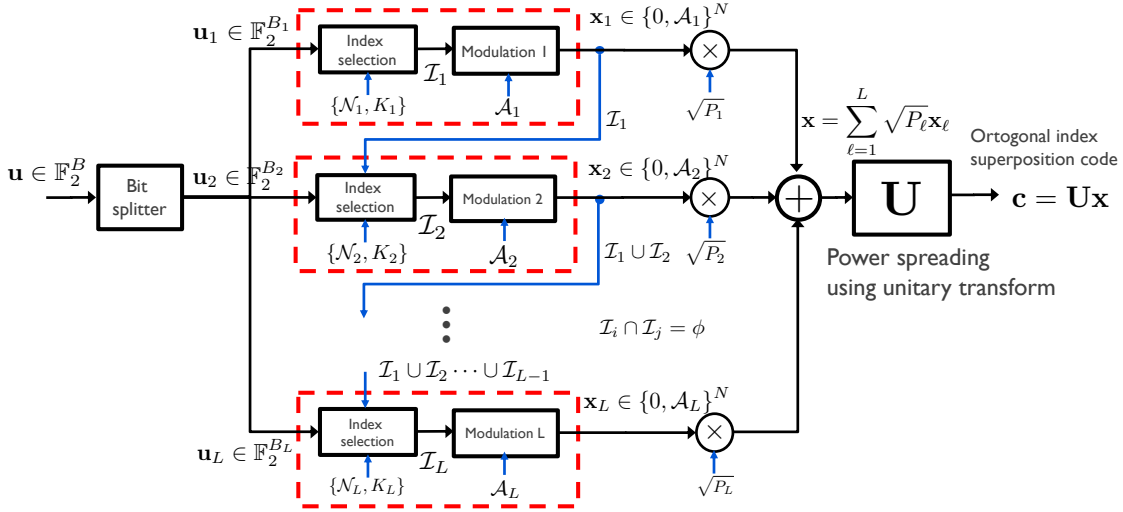 𝐮₁ ∈ 𝔽₂^{B₁}
Index
selection
ℐ₁
Modulation 1
𝐱₁ ∈ {0, 𝒜₁}^N
×
{𝒩₁, K₁}
𝒜₁
√P₁
ℐ₁
𝐱 = ∑_{ℓ=1}^{L} √P_ℓ 𝐱_ℓ
Ortogonal index
superposition code
𝐮 ∈ 𝔽₂^B
Bit
splitter
𝐮₂ ∈ 𝔽₂^{B₂}
Index
selection
ℐ₂
Modulation 2
𝐱₂ ∈ {0, 𝒜₂}^N
×
+
𝐔
𝐜 = 𝐔𝐱
{𝒩₂, K₂}
𝒜₂
ℐ₁ ∪ ℐ₂
√P₂
Power spreading
using unitary transform
ℐ_i ∩ ℐ_j = ϕ
ℐ₁ ∪ ℐ₂ ⋯ ∪ ℐ_{L−1}
𝐱_L ∈ {0, 𝒜_L}^N
Index
selection
Modulation L
×
𝐮_L ∈ 𝔽₂^{B_L}
ℐ_L
{𝒩_L, K_L}
𝒜_L
√P_L